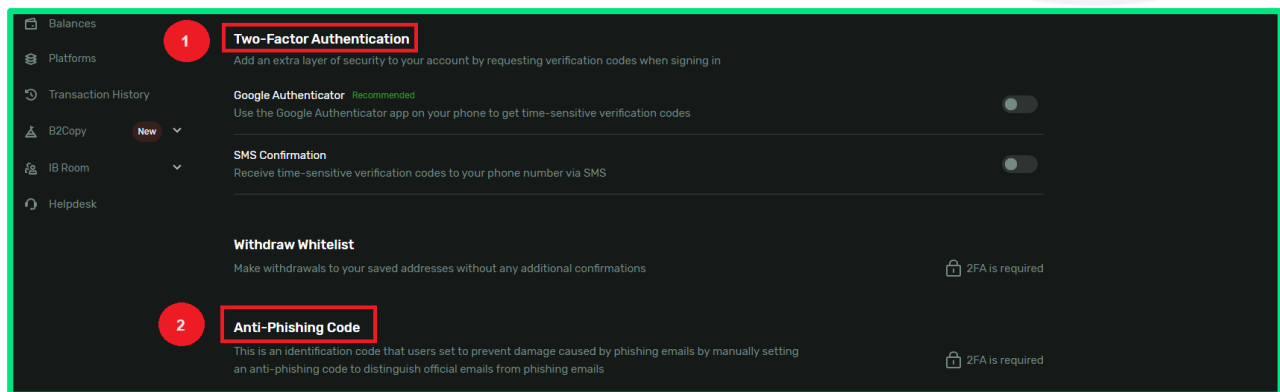 Balances
Platforms
Transaction History
B2Copy New
IB Room
Helpdesk
1
Two-Factor Authentication
Add an extra layer of security to your account by requesting verification codes when signing in
Google Authenticator Recommended
Use the Google Authenticator app on your phone to get time-sensitive verification codes
SMS Confirmation
Receive time-sensitive verification codes to your phone number via SMS
Withdraw Whitelist
Make withdrawals to your saved addresses without any additional confirmations
2FA is required
2
Anti-Phishing Code
This is an identification code that users set to prevent damage caused by phishing emails by manually setting
an anti-phishing code to distinguish official emails from phishing emails
2FA is required